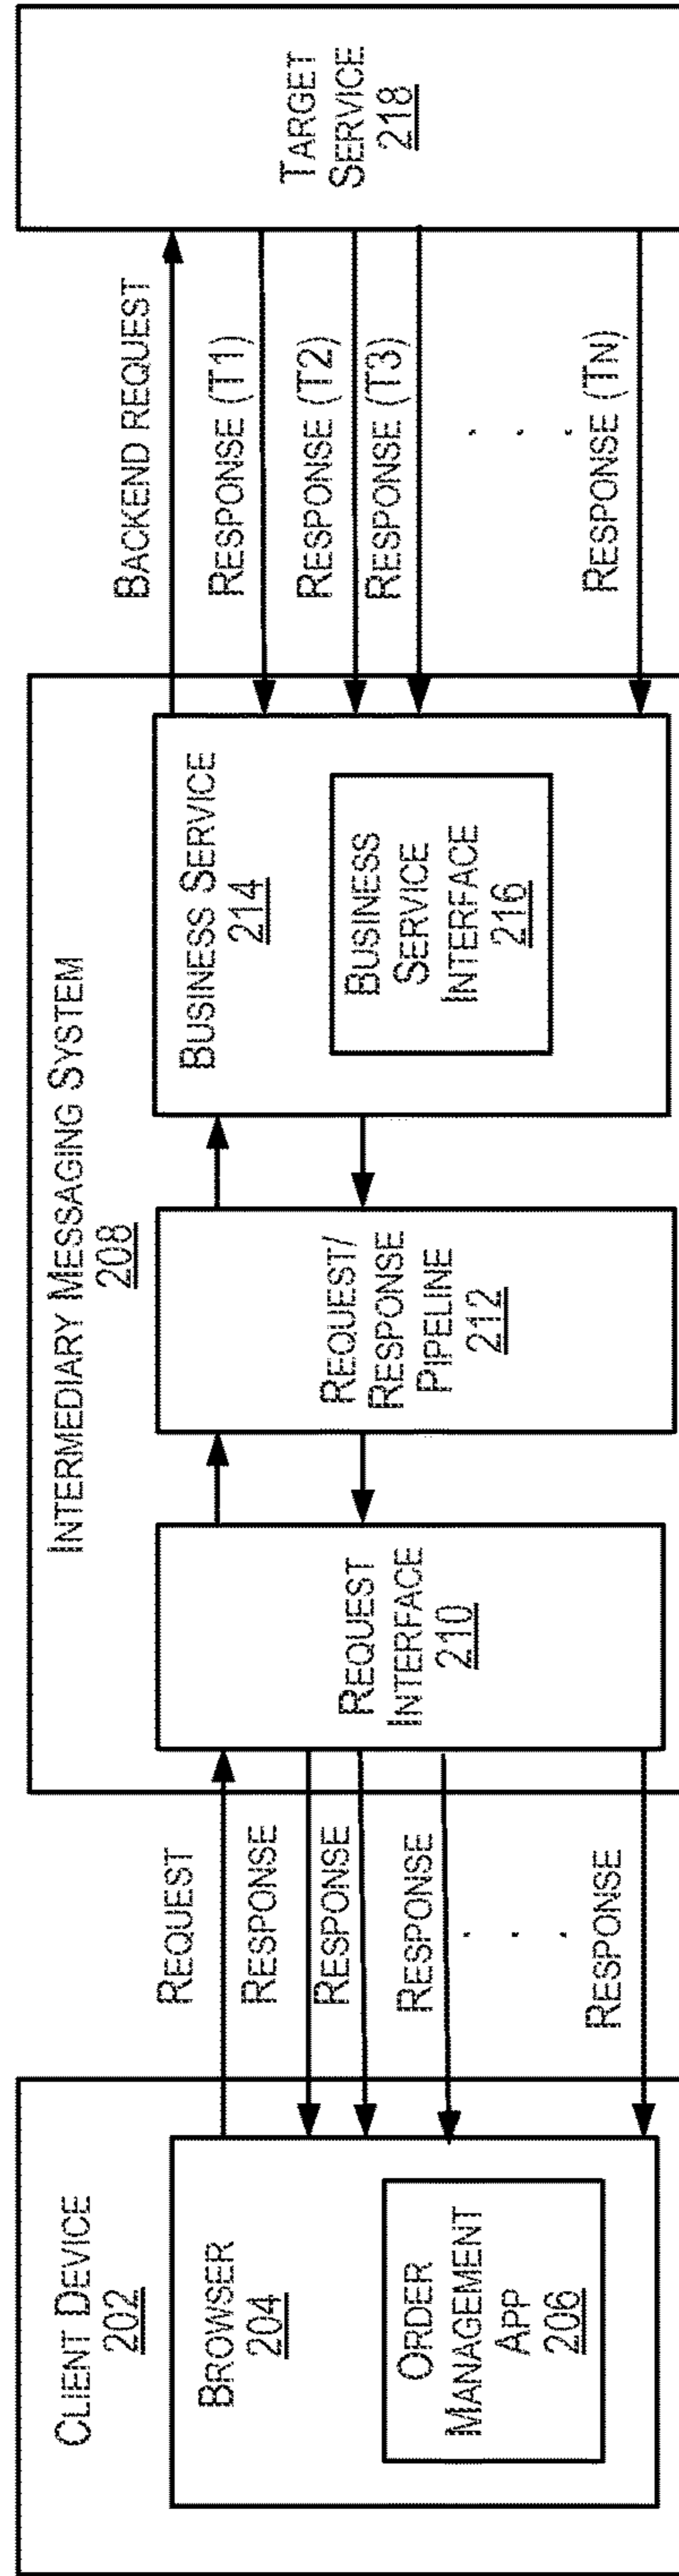 CLIENT DEVICE
202
BROWSER
204
ORDER
MANAGEMENT
APP
206
REQUEST
RESPONSE
RESPONSE
RESPONSE
. . .
RESPONSE
INTERMEDIARY MESSAGING SYSTEM
208
REQUEST
INTERFACE
210
REQUEST/
RESPONSE
PIPELINE
212
BUSINESS SERVICE
214
BUSINESS
SERVICE
INTERFACE
216
BACKEND REQUEST
RESPONSE (T1)
RESPONSE (T2)
RESPONSE (T3)
. . .
RESPONSE (TN)
TARGET
SERVICE
218